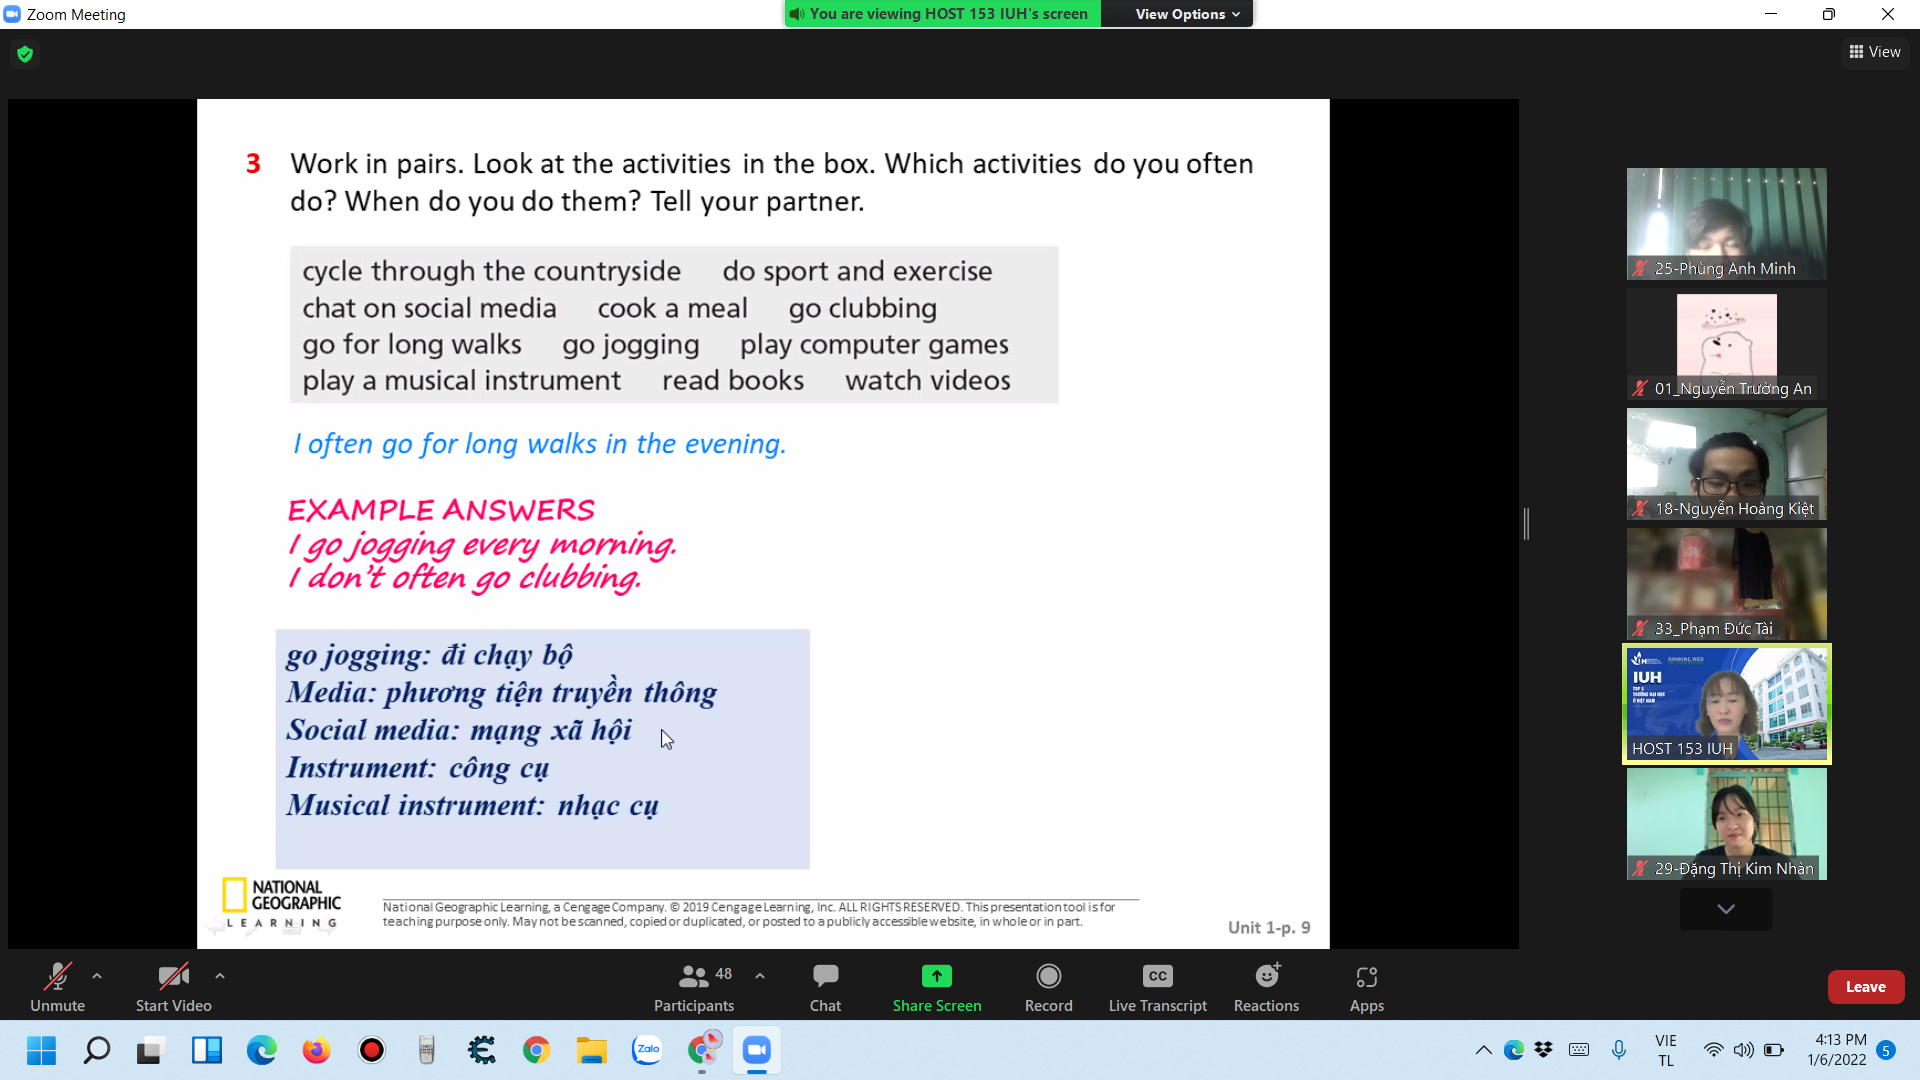 Zoom Meeting
You are viewing HOST 153 IUH's screen
View Options
View
3 Work in pairs. Look at the activities in the box. Which activities do you often
do? When do you do them? Tell your partner.
cycle through the countryside do sport and exercise
chat on social media cook a meal go clubbing
go for long walks go jogging play computer games
play a musical instrument read books watch videos
I often go for long walks in the evening.
EXAMPLE ANSWERS
I go jogging every morning.
I don't often go clubbing.
go jogging: đi chạy bộ
Media: phương tiện truyền thông
Social media: mạng xã hội
Instrument: công cụ
Musical instrument: nhạc cụ
NATIONAL
GEOGRAPHIC
LEARNING
National Geographic Learning, a Cengage Company. © 2019 Cengage Learning, Inc. ALL RIGHTS RESERVED. This presentation tool is for
teaching purpose only. May not be scanned, copied or duplicated, or posted to a publicly accessible website, in whole or in part.
Unit 1-p. 9
25-Phùng Anh Minh
01_Nguyễn Trường An
18-Nguyễn Hoàng Kiệt
33_Phạm Đức Tài
RANKING WEB
IUH
TOP 5
TRƯỜNG ĐẠI HỌC
Ở VIỆT NAM
HOST 153 IUH
29-Đặng Thị Kim Nhàn
Unmute
Start Video
48
Participants
Chat
Share Screen
Record
CC
Live Transcript
Reactions
Apps
Leave
Zalo
VIE
TL
4:13 PM
1/6/2022
5